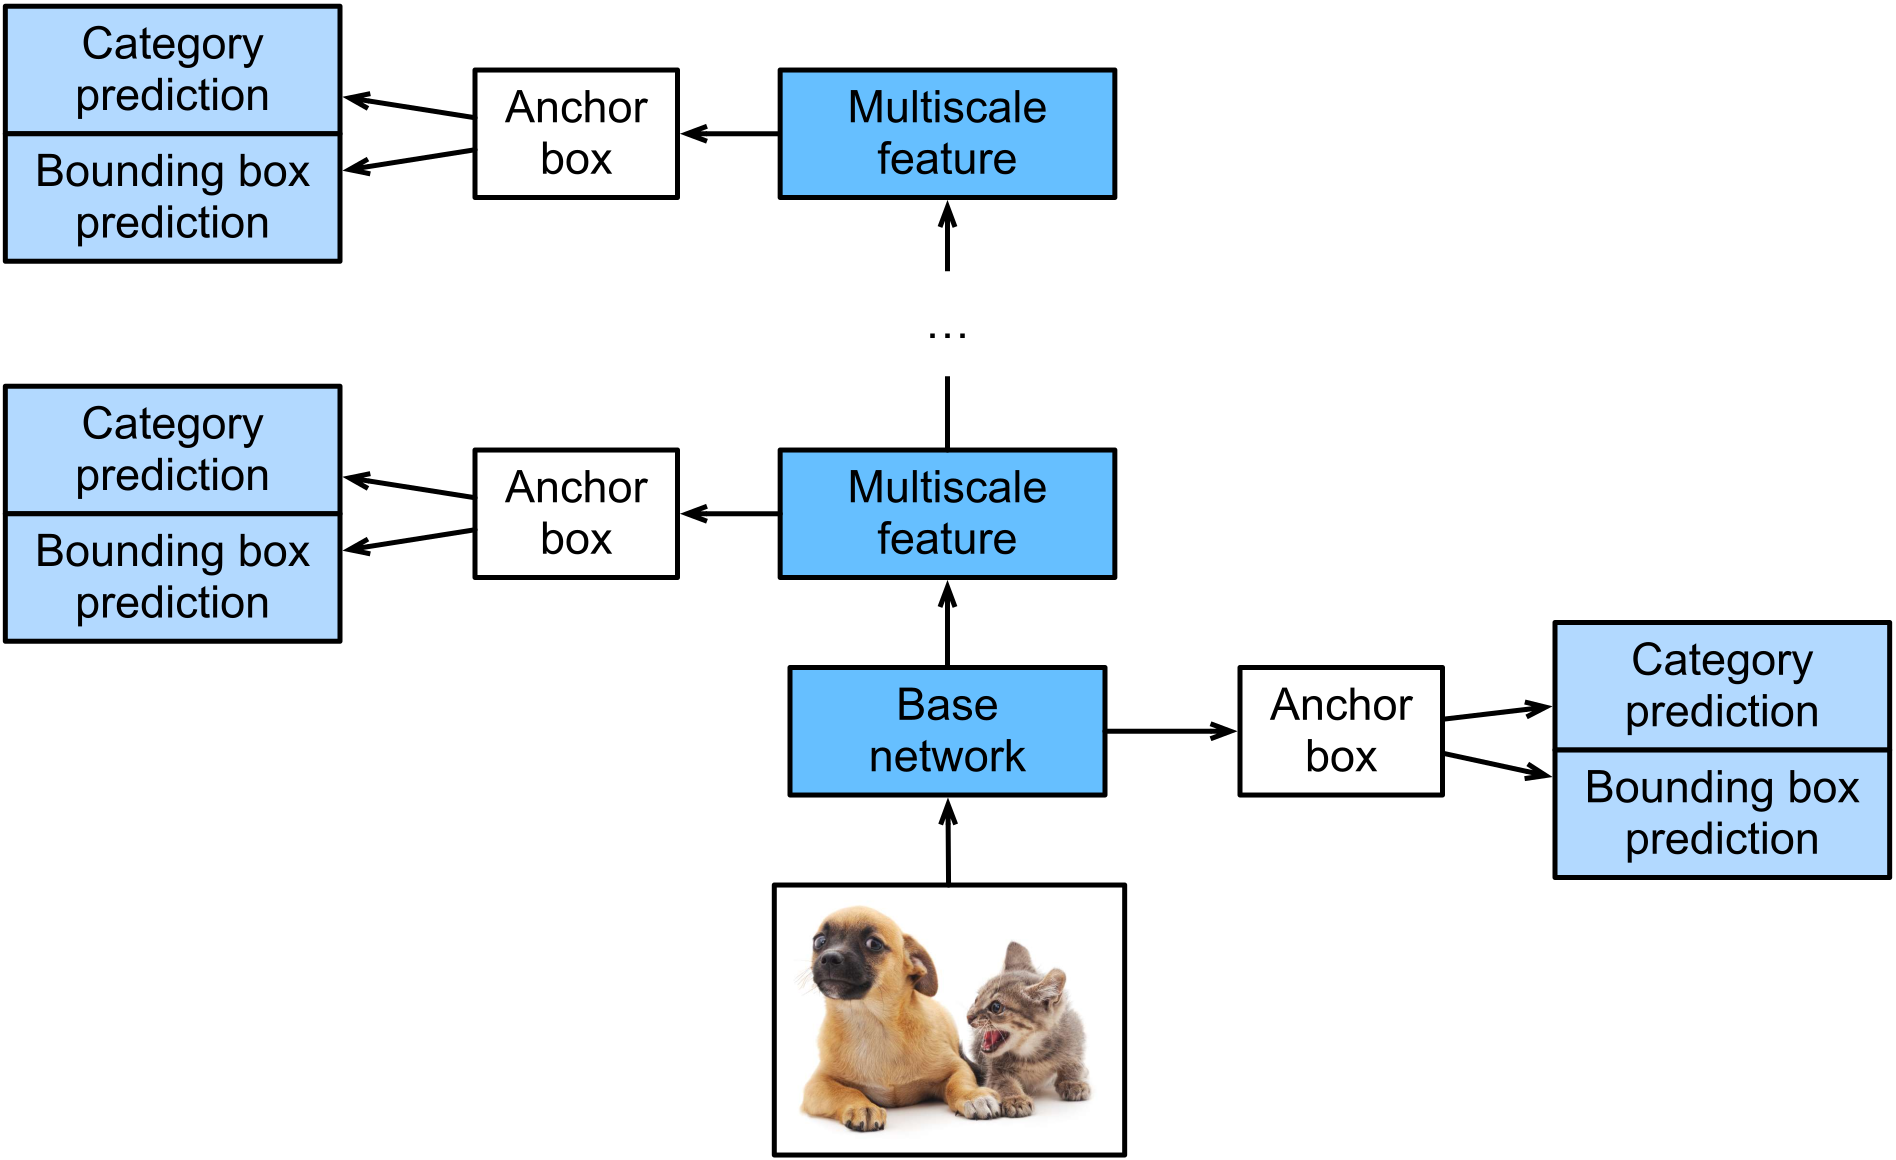 Category
prediction
Bounding box
prediction
Anchor
box
Multiscale
feature
...
Category
prediction
Bounding box
prediction
Anchor
box
Multiscale
feature
Base
network
Anchor
box
Category
prediction
Bounding box
prediction